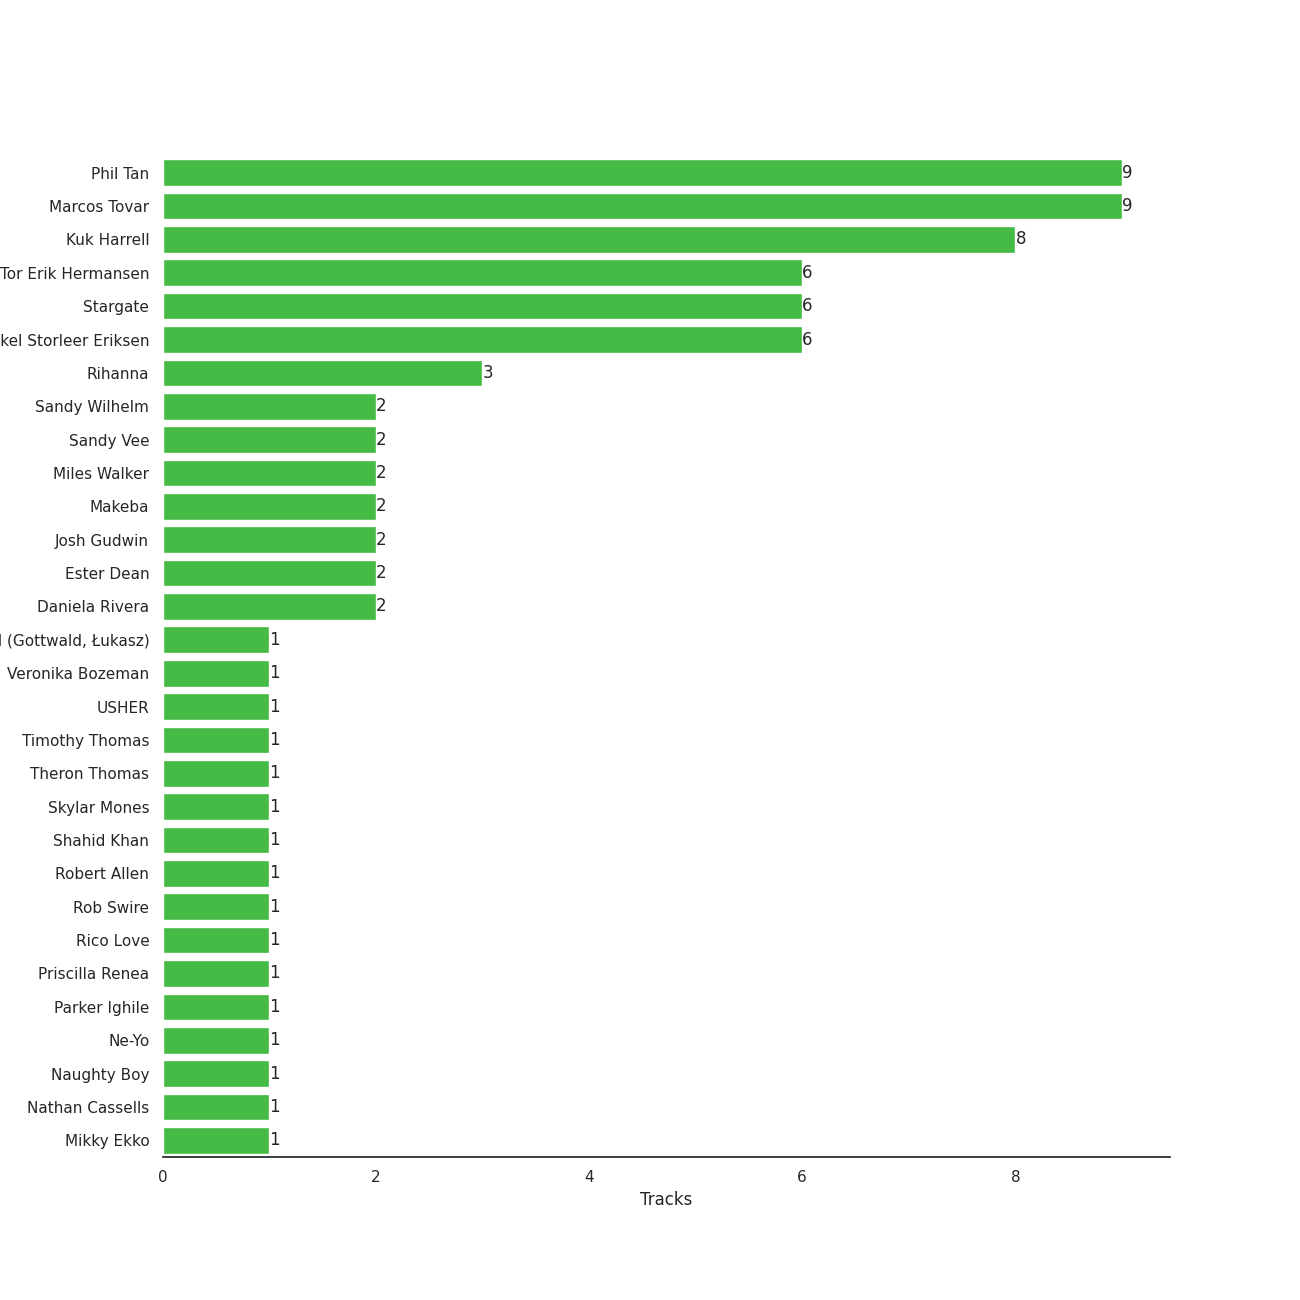 Phil Tan 9
Marcos Tovar 9
Kuk Harrell 8
Tor Erik Hermansen 6
Stargate 6
kel Storleer Eriksen 6
Rihanna 3
Sandy Wilhelm 2
Sandy Vee 2
Miles Walker 2
Makeba 2
Josh Gudwin 2
Ester Dean 2
Daniela Rivera 2
(Gottwald, Łukasz) 1
Veronika Bozeman 1
USHER 1
Timothy Thomas 1
Theron Thomas 1
Skylar Mones 1
Shahid Khan 1
Robert Allen 1
Rob Swire 1
Rico Love 1
Priscilla Renea 1
Parker Ighile 1
Ne-Yo 1
Naughty Boy 1
Nathan Cassells 1
Mikky Ekko 1
0 2 4 6 8
Tracks